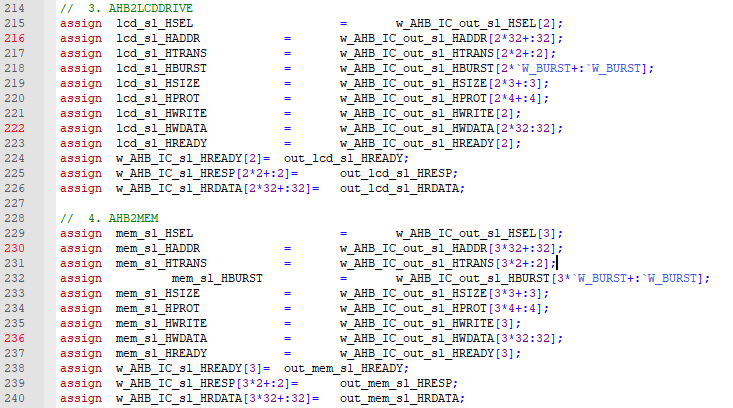 214 // 3. AHB2LCDDRIVE
215 assign lcd_sl_HSEL = w_AHB_IC_out_sl_HSEL[2];
216 assign lcd_sl_HADDR = w_AHB_IC_out_sl_HADDR[2*32+:32];
217 assign lcd_sl_HTRANS = w_AHB_IC_out_sl_HTRANS[2*2+:2];
218 assign lcd_sl_HBURST = w_AHB_IC_out_sl_HBURST[2*`W_BURST+:`W_BURST];
219 assign lcd_sl_HSIZE = w_AHB_IC_out_sl_HSIZE[2*3+:3];
220 assign lcd_sl_HPROT = w_AHB_IC_out_sl_HPROT[2*4+:4];
221 assign lcd_sl_HWRITE = w_AHB_IC_out_sl_HWRITE[2];
222 assign lcd_sl_HWDATA = w_AHB_IC_out_sl_HWDATA[2*32:32];
223 assign lcd_sl_HREADY = w_AHB_IC_out_sl_HREADY[2];
224 assign w_AHB_IC_sl_HREADY[2]= out_lcd_sl_HREADY;
225 assign w_AHB_IC_sl_HRESP[2*2+:2]= out_lcd_sl_HRESP;
226 assign w_AHB_IC_sl_HRDATA[2*32+:32]= out_lcd_sl_HRDATA;
227
228 // 4. AHB2MEM
229 assign mem_sl_HSEL = w_AHB_IC_out_sl_HSEL[3];
230 assign mem_sl_HADDR = w_AHB_IC_out_sl_HADDR[3*32+:32];
231 assign mem_sl_HTRANS = w_AHB_IC_out_sl_HTRANS[3*2+:2];
232 assign mem_sl_HBURST = w_AHB_IC_out_sl_HBURST[3*`W_BURST+:`W_BURST];
233 assign mem_sl_HSIZE = w_AHB_IC_out_sl_HSIZE[3*3+:3];
234 assign mem_sl_HPROT = w_AHB_IC_out_sl_HPROT[3*4+:4];
235 assign mem_sl_HWRITE = w_AHB_IC_out_sl_HWRITE[3];
236 assign mem_sl_HWDATA = w_AHB_IC_out_sl_HWDATA[3*32:32];
237 assign mem_sl_HREADY = w_AHB_IC_out_sl_HREADY[3];
238 assign w_AHB_IC_sl_HREADY[3]= out_mem_sl_HREADY;
239 assign w_AHB_IC_sl_HRESP[3*2+:2]= out_mem_sl_HRESP;
240 assign w_AHB_IC_sl_HRDATA[3*32+:32]= out_mem_sl_HRDATA;